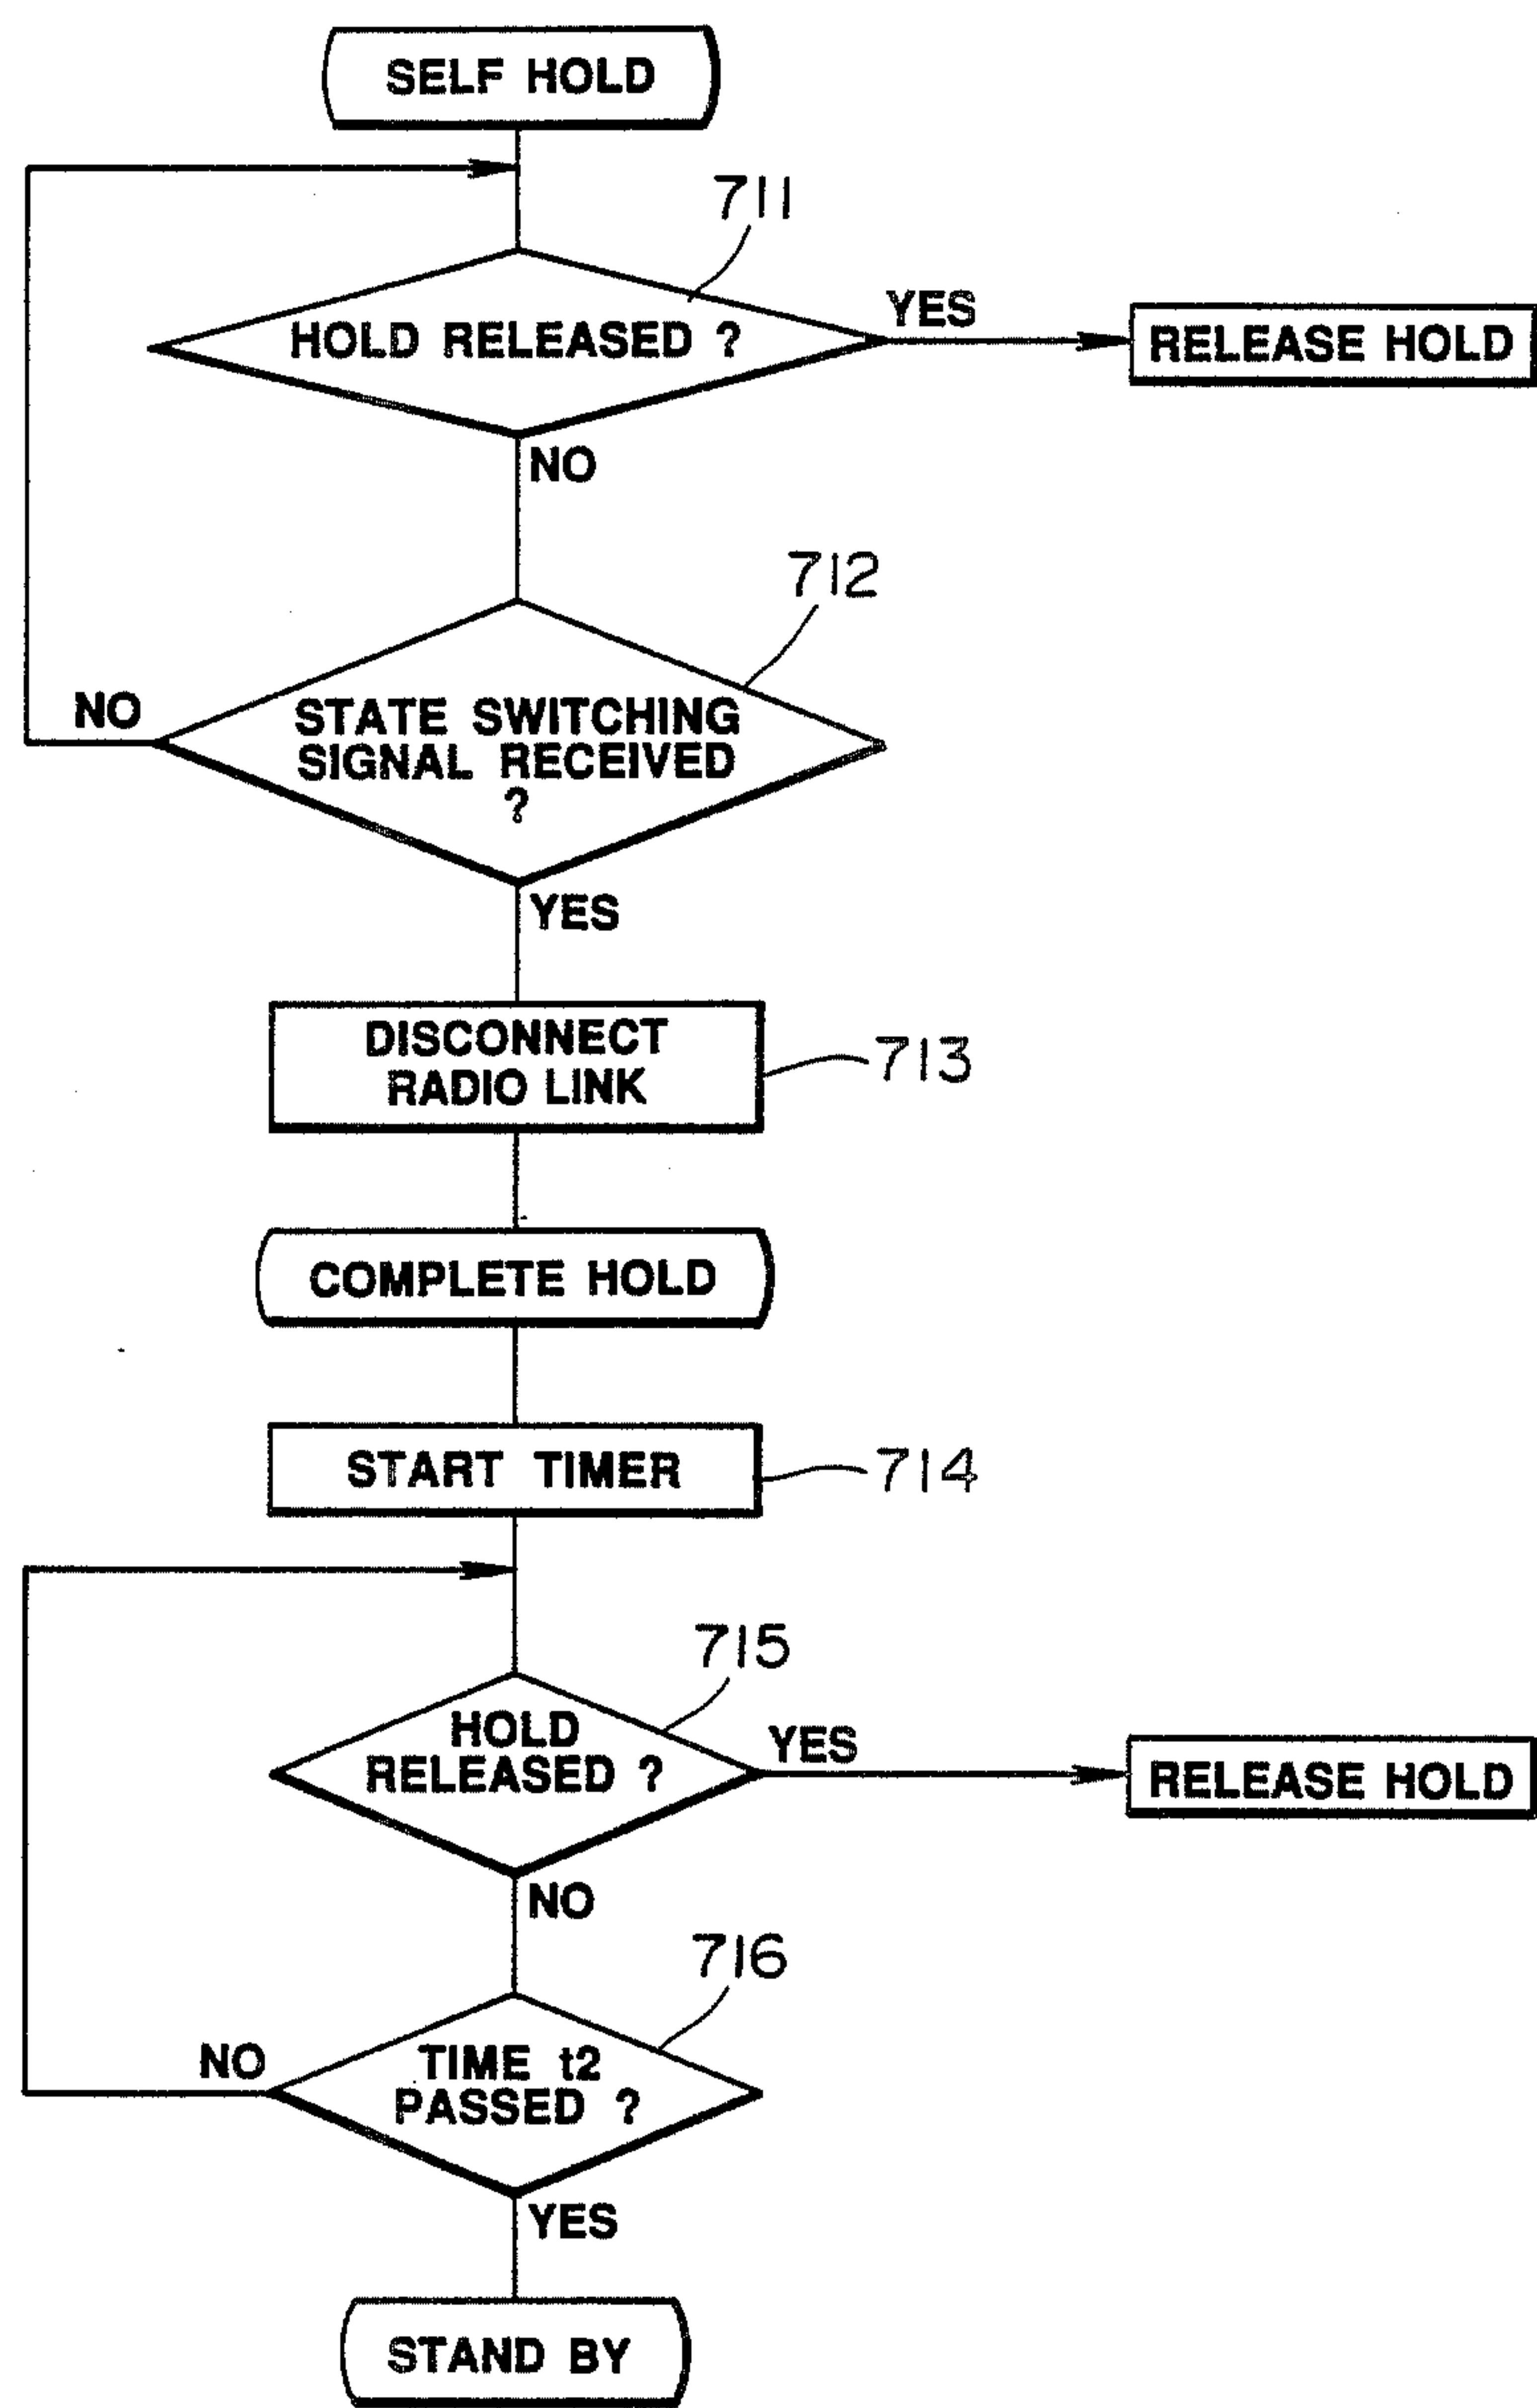 SELF HOLD
711
HOLD RELEASED ?
YES
RELEASE HOLD
NO
712
STATE SWITCHING
SIGNAL RECEIVED
?
NO
YES
DISCONNECT
RADIO LINK
713
COMPLETE HOLD
START TIMER
714
715
HOLD
RELEASED ?
YES
RELEASE HOLD
NO
716
TIME t2
PASSED ?
NO
YES
STAND BY